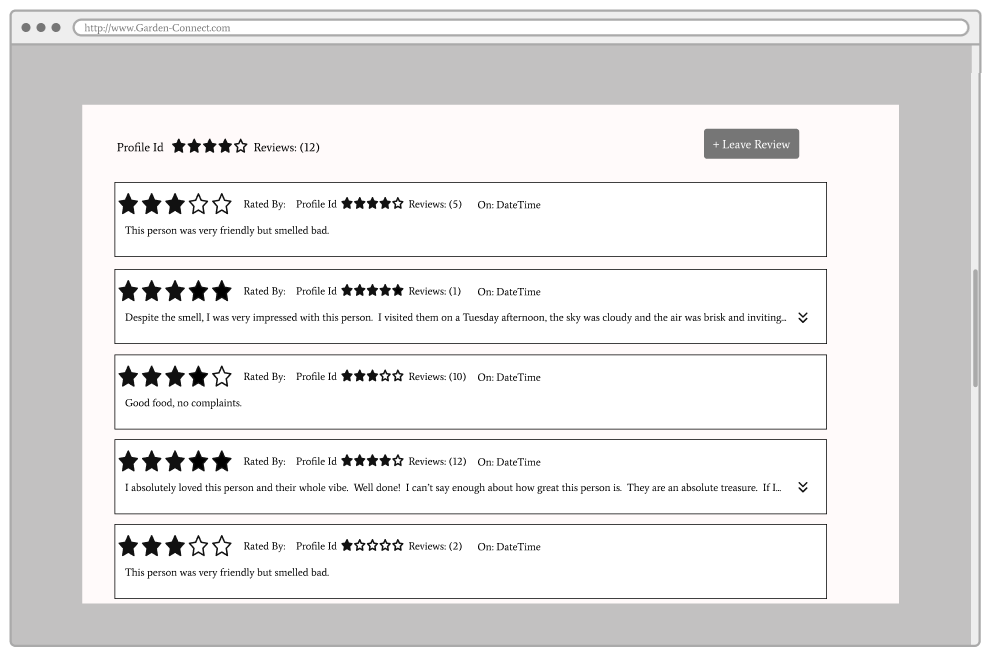 http://www.Garden-Connect.com
Profile Id Reviews: (12)
+ Leave Review
Rated By: Profile Id Reviews: (5) On: DateTime
This person was very friendly but smelled bad.
Rated By: Profile Id Reviews: (1) On: DateTime
Despite the smell, I was very impressed with this person. I visited them on a Tuesday afternoon, the sky was cloudy and the air was brisk and inviting...
Rated By: Profile Id Reviews: (10) On: DateTime
Good food, no complaints.
Rated By: Profile Id Reviews: (12) On: DateTime
I absolutely loved this person and their whole vibe. Well done! I can't say enough about how great this person is. They are an absolute treasure. If I...
Rated By: Profile Id Reviews: (2) On: DateTime
This person was very friendly but smelled bad.